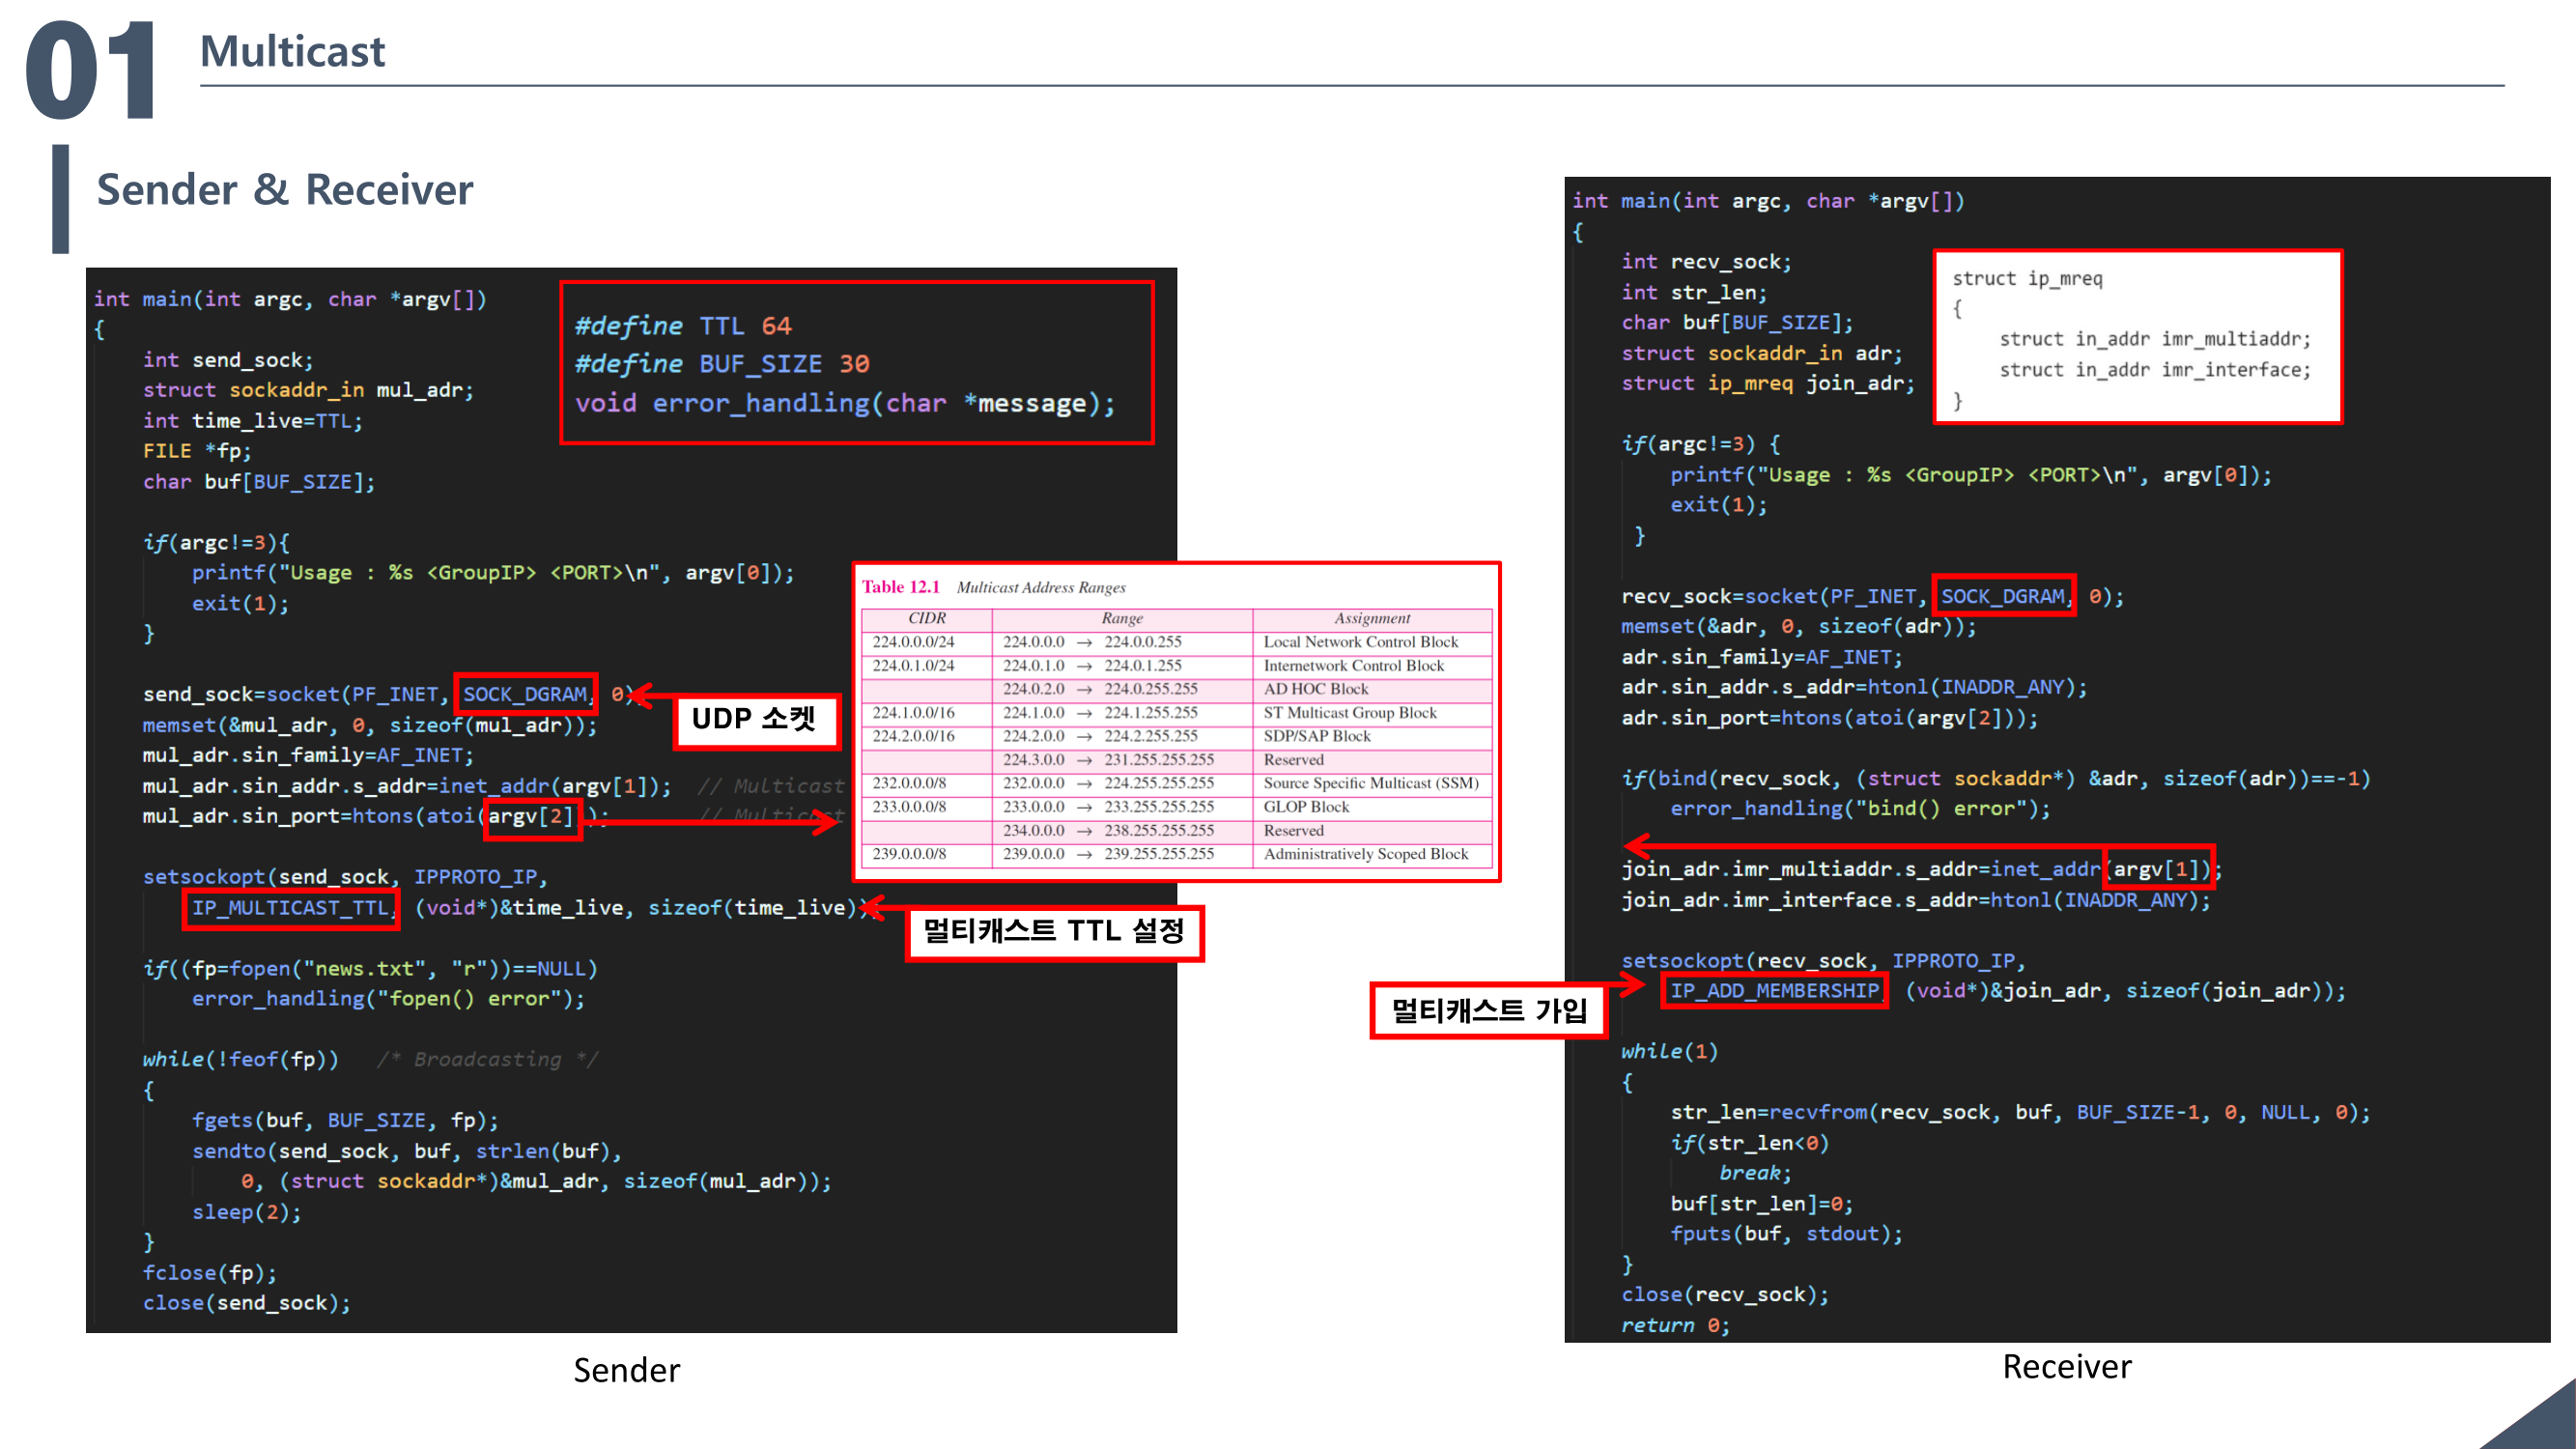 01
Multicast
Sender & Receiver
int main(int argc, char *argv[])
{
int send_sock;
struct sockaddr_in mul_adr;
int time_live=TTL;
FILE *fp;
char buf[BUF_SIZE];
#define TTL 64
#define BUF_SIZE 30
void error_handling(char *message);
if(argc!=3){
printf("Usage : %s <GroupIP> <PORT>\n", argv[0]);
exit(1);
}
send_sock=socket(PF_INET, SOCK_DGRAM, 0)
UDP 소켓
memset(&mul_adr, 0, sizeof(mul_adr));
mul_adr.sin_family=AF_INET;
mul_adr.sin_addr.s_addr=inet_addr(argv[1]); // Multicast
mul_adr.sin_port=htons(atoi(argv[2])); // Multicast
setsockopt(send_sock, IPPROTO_IP,
IP_MULTICAST_TTL, (void*)&time_live, sizeof(time_live));
멀티캐스트 TTL 설정
if((fp=fopen("news.txt", "r"))==NULL)
error_handling("fopen() error");
while(!feof(fp)) /* Broadcasting */
{
fgets(buf, BUF_SIZE, fp);
sendto(send_sock, buf, strlen(buf),
0, (struct sockaddr*)&mul_adr, sizeof(mul_adr));
sleep(2);
}
fclose(fp);
close(send_sock);
Sender
Table 12.1 Multicast Address Ranges
CIDR Range Assignment
224.0.0.0/24 224.0.0.0 → 224.0.0.255 Local Network Control Block
224.0.1.0/24 224.0.1.0 → 224.0.1.255 Internetwork Control Block
224.0.2.0 → 224.0.255.255 AD HOC Block
224.1.0.0/16 224.1.0.0 → 224.1.255.255 ST Multicast Group Block
224.2.0.0/16 224.2.0.0 → 224.2.255.255 SDP/SAP Block
224.3.0.0 → 231.255.255.255 Reserved
232.0.0.0/8 232.0.0.0 → 224.255.255.255 Source Specific Multicast (SSM)
233.0.0.0/8 233.0.0.0 → 233.255.255.255 GLOP Block
234.0.0.0 → 238.255.255.255 Reserved
239.0.0.0/8 239.0.0.0 → 239.255.255.255 Administratively Scoped Block
int main(int argc, char *argv[])
{
int recv_sock;
int str_len;
char buf[BUF_SIZE];
struct sockaddr_in adr;
struct ip_mreq join_adr;
struct ip_mreq
{
struct in_addr imr_multiaddr;
struct in_addr imr_interface;
}
if(argc!=3) {
printf("Usage : %s <GroupIP> <PORT>\n", argv[0]);
exit(1);
}
recv_sock=socket(PF_INET, SOCK_DGRAM, 0);
memset(&adr, 0, sizeof(adr));
adr.sin_family=AF_INET;
adr.sin_addr.s_addr=htonl(INADDR_ANY);
adr.sin_port=htons(atoi(argv[2]));
if(bind(recv_sock, (struct sockaddr*) &adr, sizeof(adr))==-1)
error_handling("bind() error");
join_adr.imr_multiaddr.s_addr=inet_addr(argv[1]);
join_adr.imr_interface.s_addr=htonl(INADDR_ANY);
setsockopt(recv_sock, IPPROTO_IP,
IP_ADD_MEMBERSHIP, (void*)&join_adr, sizeof(join_adr));
멀티캐스트 가입
while(1)
{
str_len=recvfrom(recv_sock, buf, BUF_SIZE-1, 0, NULL, 0);
if(str_len<0)
break;
buf[str_len]=0;
fputs(buf, stdout);
}
close(recv_sock);
return 0;
Receiver